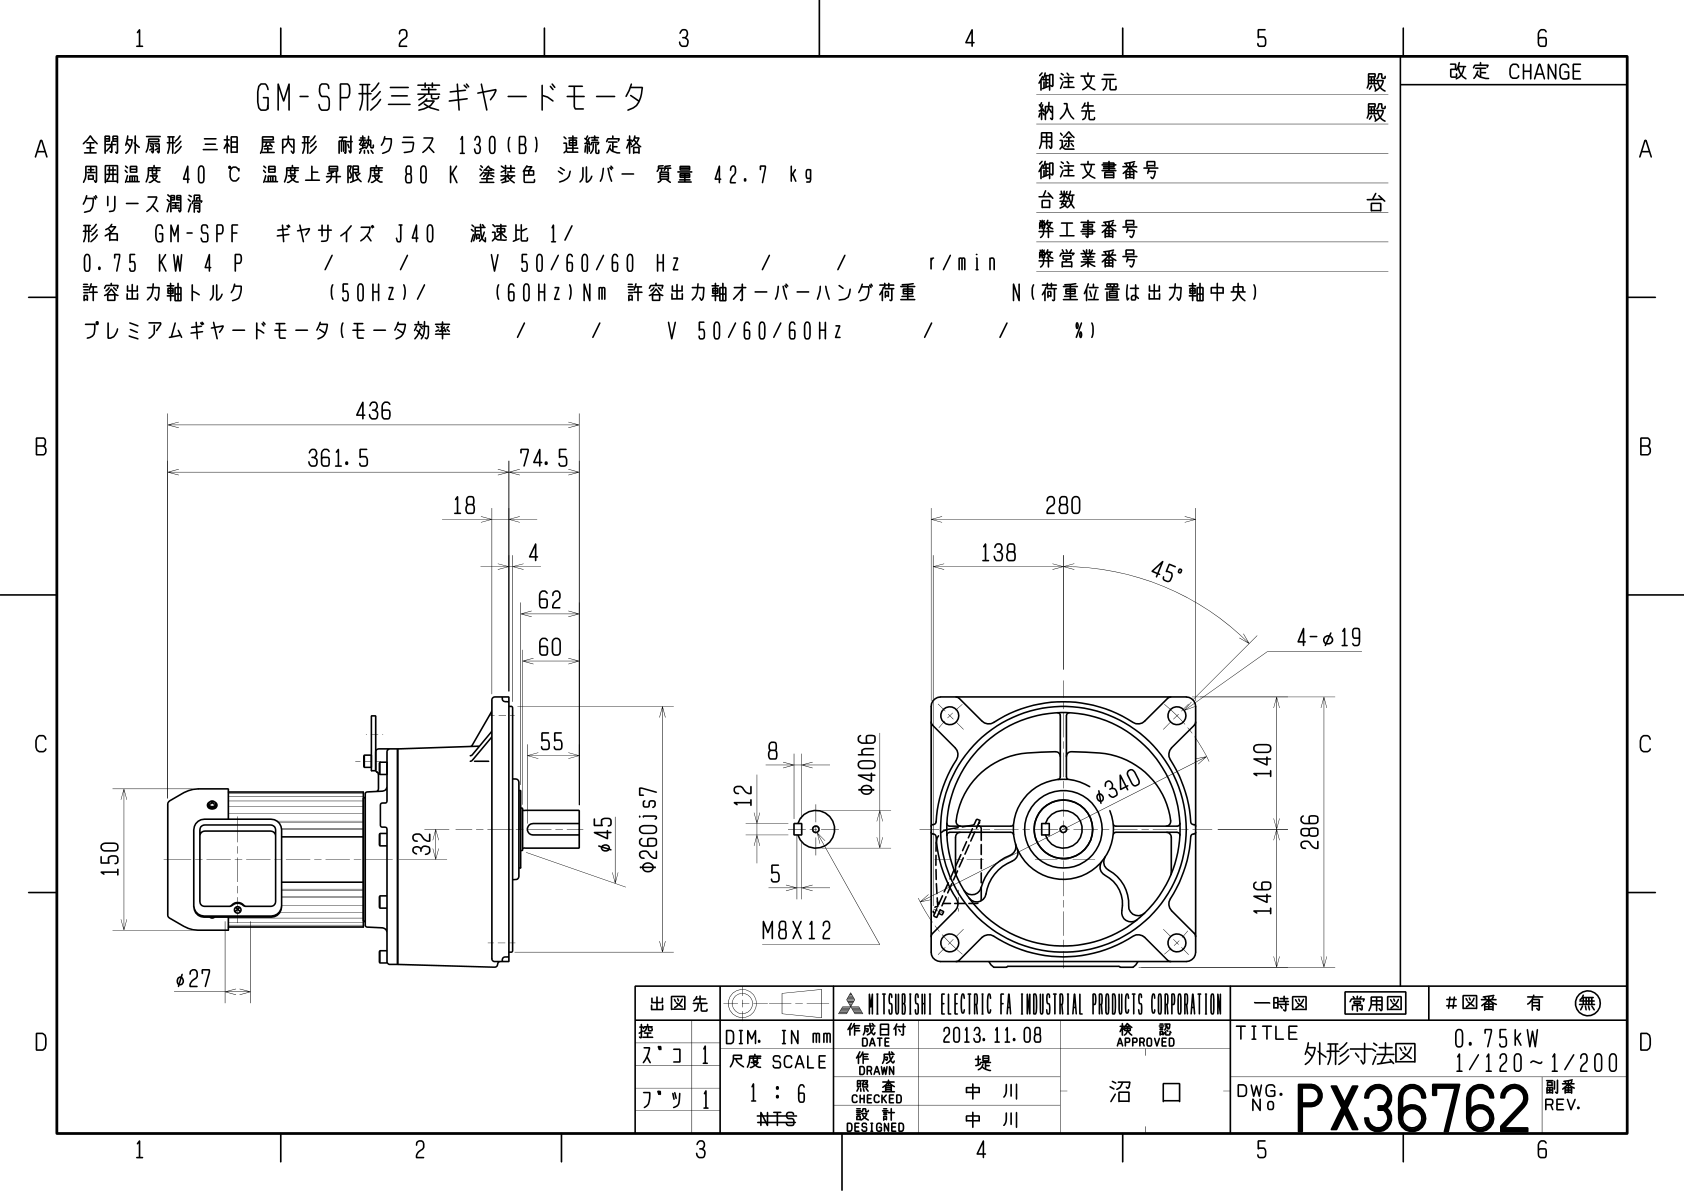 1 2 3 4 5 6
改定 CHANGE
GM-SP形三菱ギヤードモータ
全閉外扇形 三相 屋内形 耐熱クラス 130(B) 連続定格
周囲温度 40 ℃ 温度上昇限度 80 K 塗装色 シルバー 質量 42.7 kg
グリース潤滑
形名 GM-SPF ギヤサイズ J40 減速比 1/
0.75 KW 4 P / / V 50/60/60 Hz / / r/min
許容出力軸トルク (50Hz)/ (60Hz)Nm 許容出力軸オーバーハング荷重 N(荷重位置は出力軸中央)
プレミアムギヤードモータ(モータ効率 / / V 50/60/60Hz / / %)
御注文元 殿
納入先 殿
用途
御注文書番号
台数 台
弊工事番号
弊営業番号
A A
B B
C C
D D
436
361.5 74.5
18
4
62
60
55
150
32
φ45
φ260js7
φ27
8
12
5
φ40h6
M8X12
280
138
45°
4-φ19
φ340
140
286
146
出図先
控
ズコ 1
プツ 1
DIM. IN mm
尺度 SCALE
1 : 6
NTS
MITSUBISHI ELECTRIC FA INDUSTRIAL PRODUCTS CORPORATION
作成日付 DATE 2013.11.08
作成 DRAWN 堤
照査 CHECKED 中川
設計 DESIGNED 中川
検認 APPROVED
沼口
一時図 常用図
#図番 有 無
TITLE
外形寸法図
0.75kW
1/120~1/200
DWG. No PX36762
副番 REV.
1 2 3 4 5 6